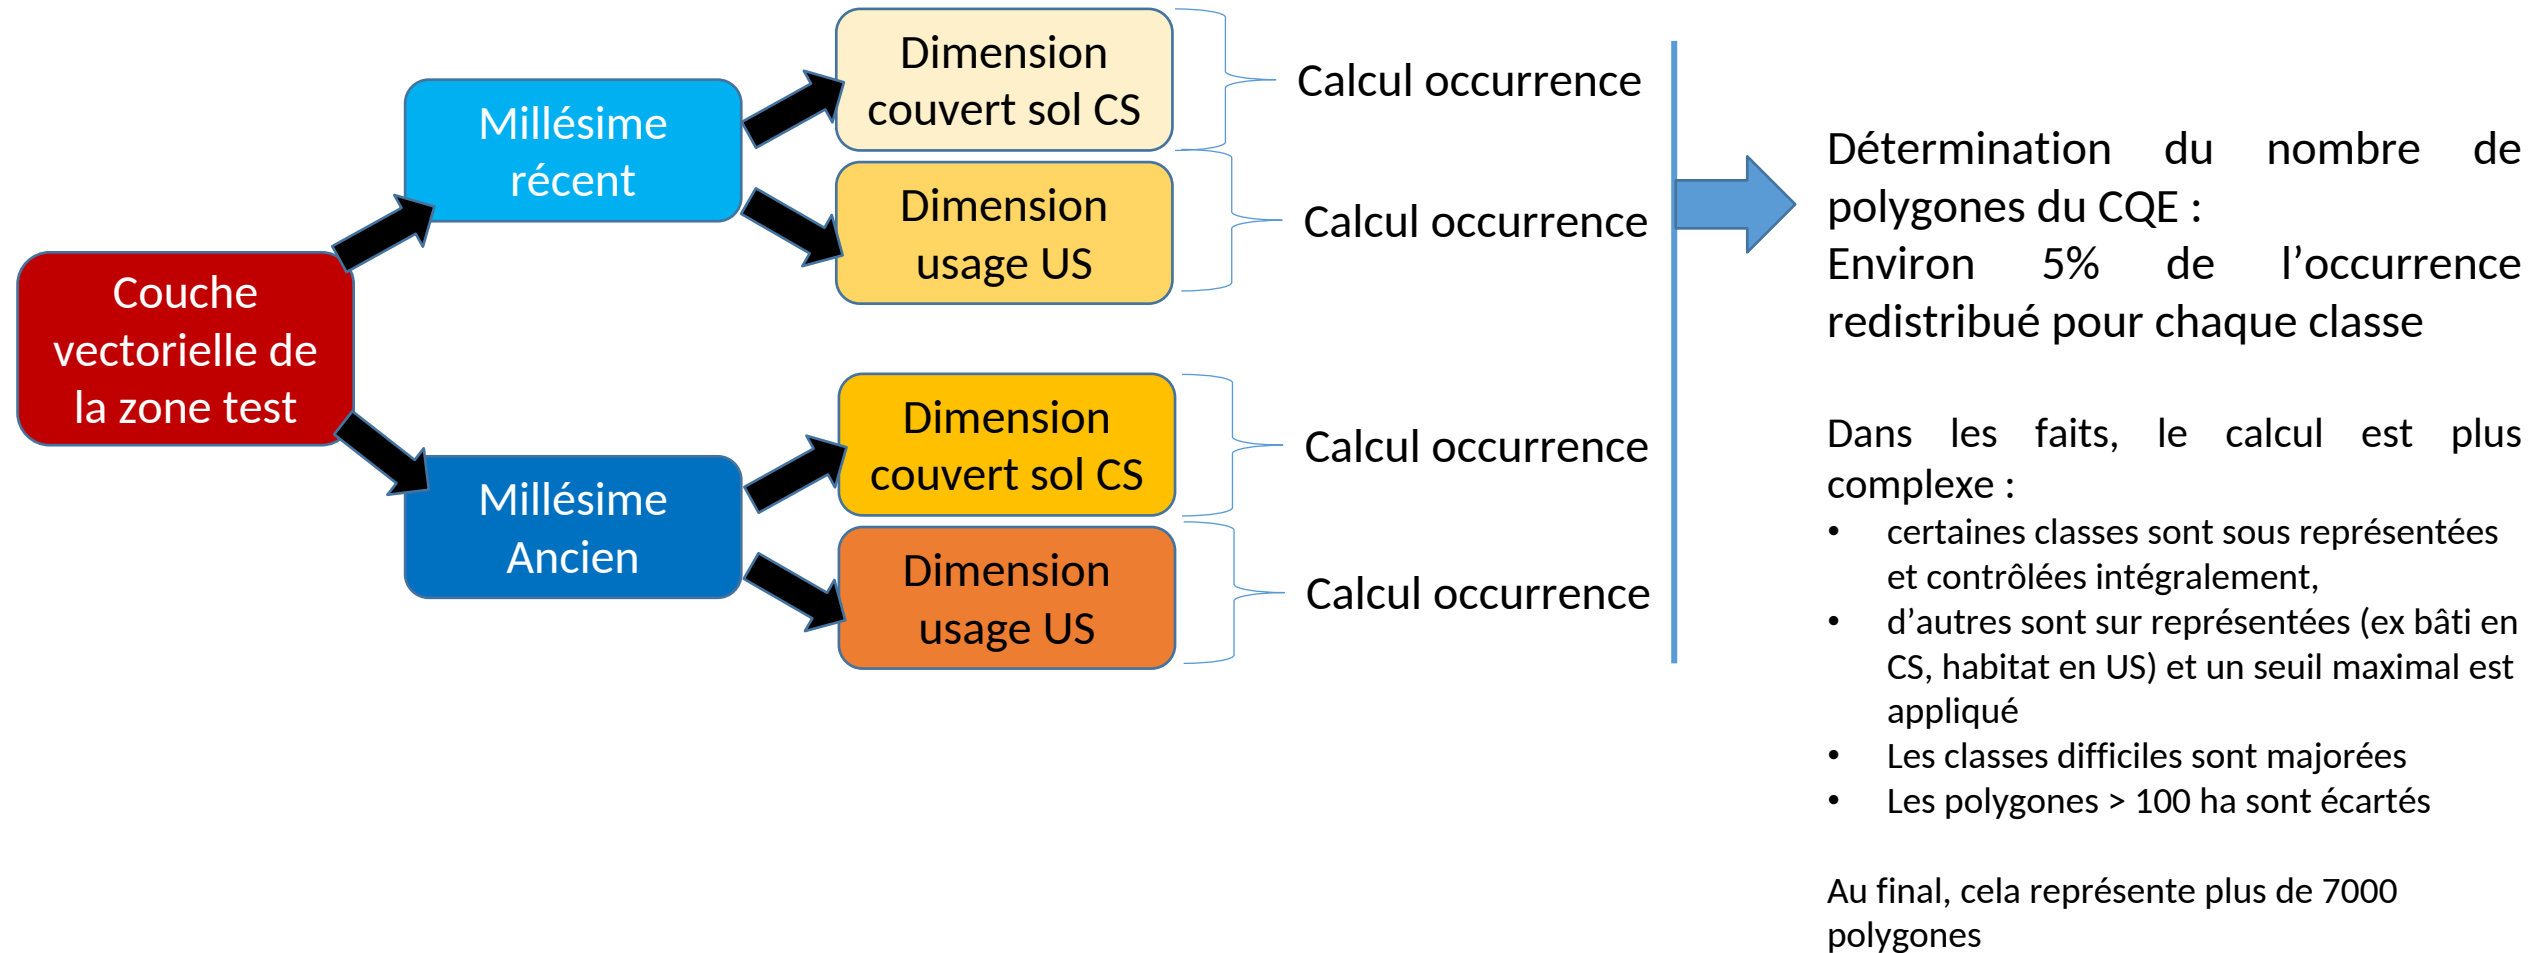 Couche
vectorielle de
la zone test
Millésime
récent
Millésime
Ancien
Dimension
couvert sol CS
Dimension
usage US
Dimension
couvert sol CS
Dimension
usage US
Calcul occurrence
Calcul occurrence
Calcul occurrence
Calcul occurrence
Détermination du nombre de
polygones du CQE :
Environ 5% de l’occurrence
redistribué pour chaque classe
Dans les faits, le calcul est plus
complexe :
• certaines classes sont sous représentées
et contrôlées intégralement,
• d’autres sont sur représentées (ex bâti en
CS, habitat en US) et un seuil maximal est
appliqué
• Les classes difficiles sont majorées
• Les polygones > 100 ha sont écartés
Au final, cela représente plus de 7000
polygones